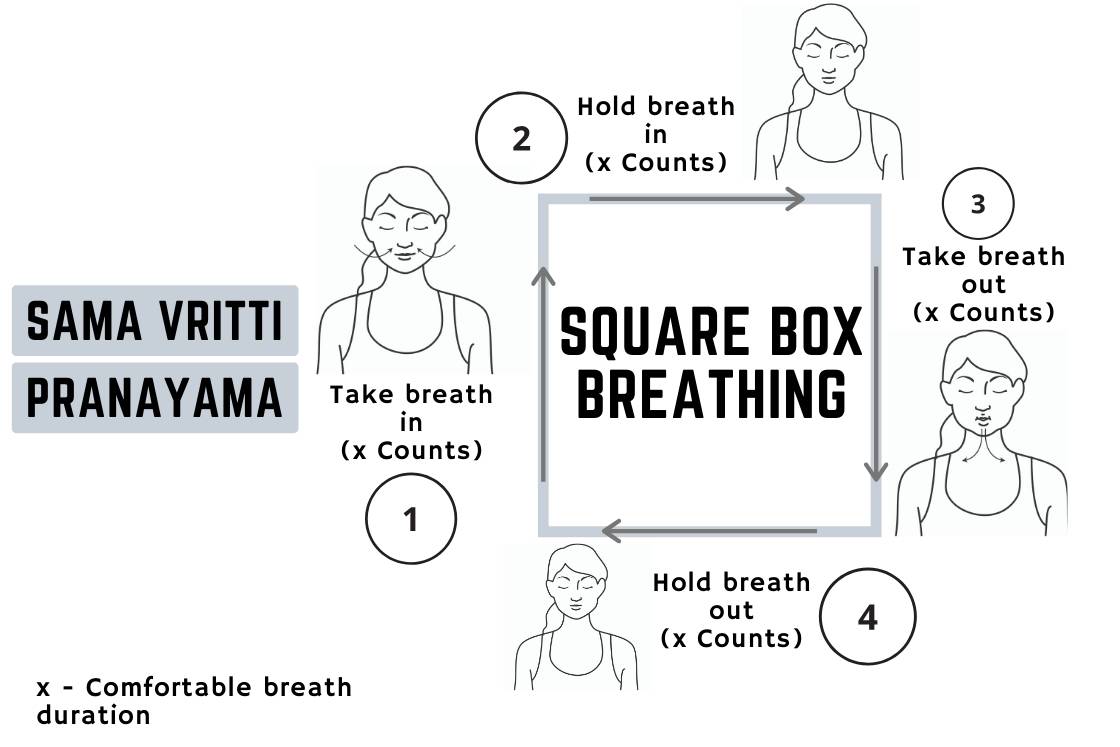 SAMA VRITTI
PRANAYAMA
1
Take breath
in
(x Counts)
2
Hold breath
in
(x Counts)
3
Take breath
out
(x Counts)
4
Hold breath
out
(x Counts)
SQUARE BOX
BREATHING
x - Comfortable breath
duration